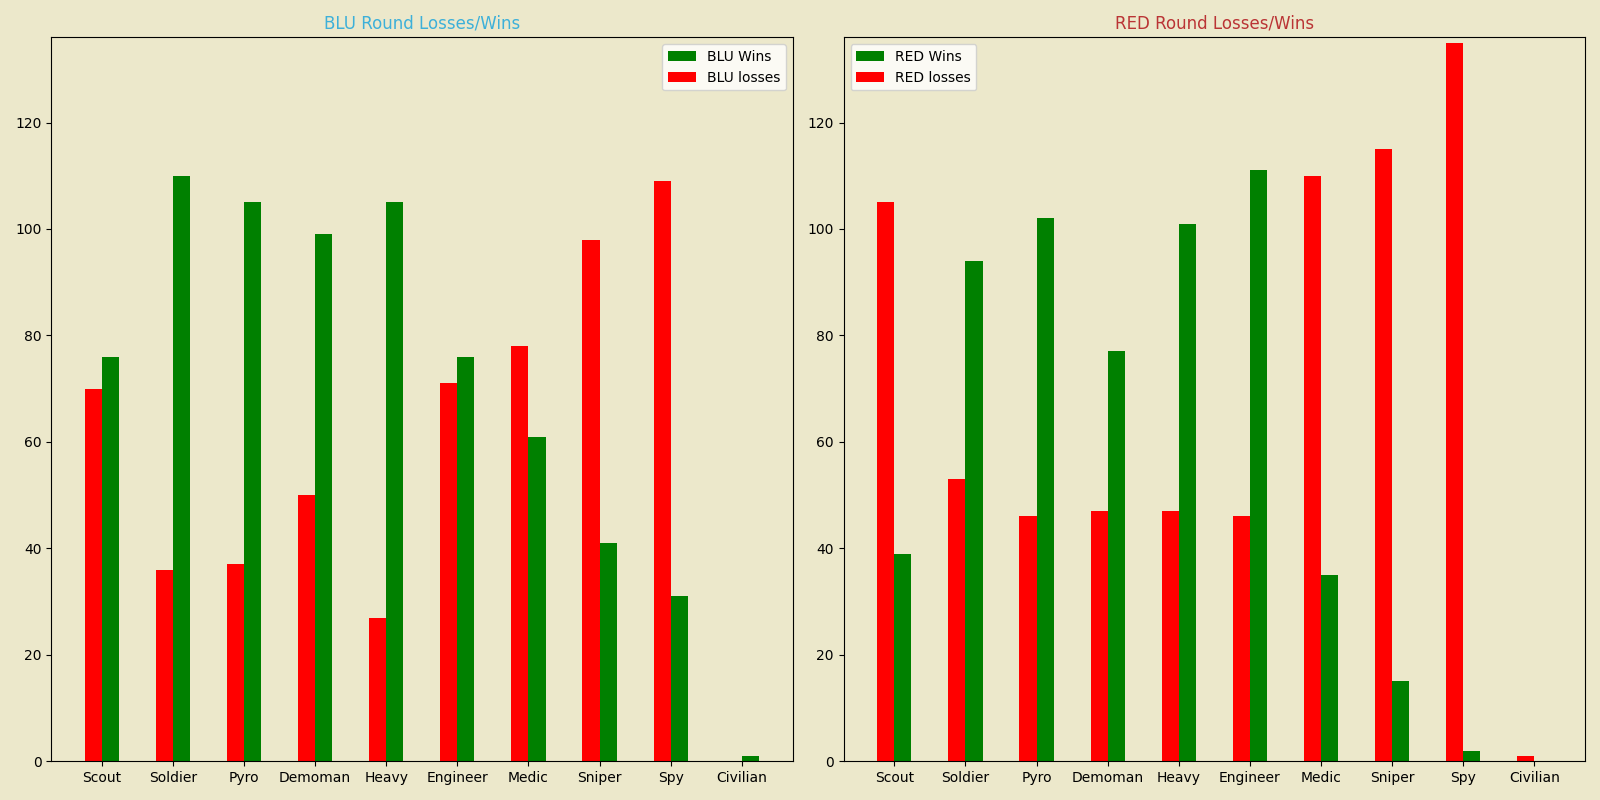 BLU Round Losses/Wins
BLU Wins
BLU losses
120
100
80
60
40
20
0
Scout Soldier Pyro Demoman Heavy Engineer Medic Sniper Spy Civilian
RED Round Losses/Wins
RED Wins
RED losses
120
100
80
60
40
20
0
Scout Soldier Pyro Demoman Heavy Engineer Medic Sniper Spy Civilian